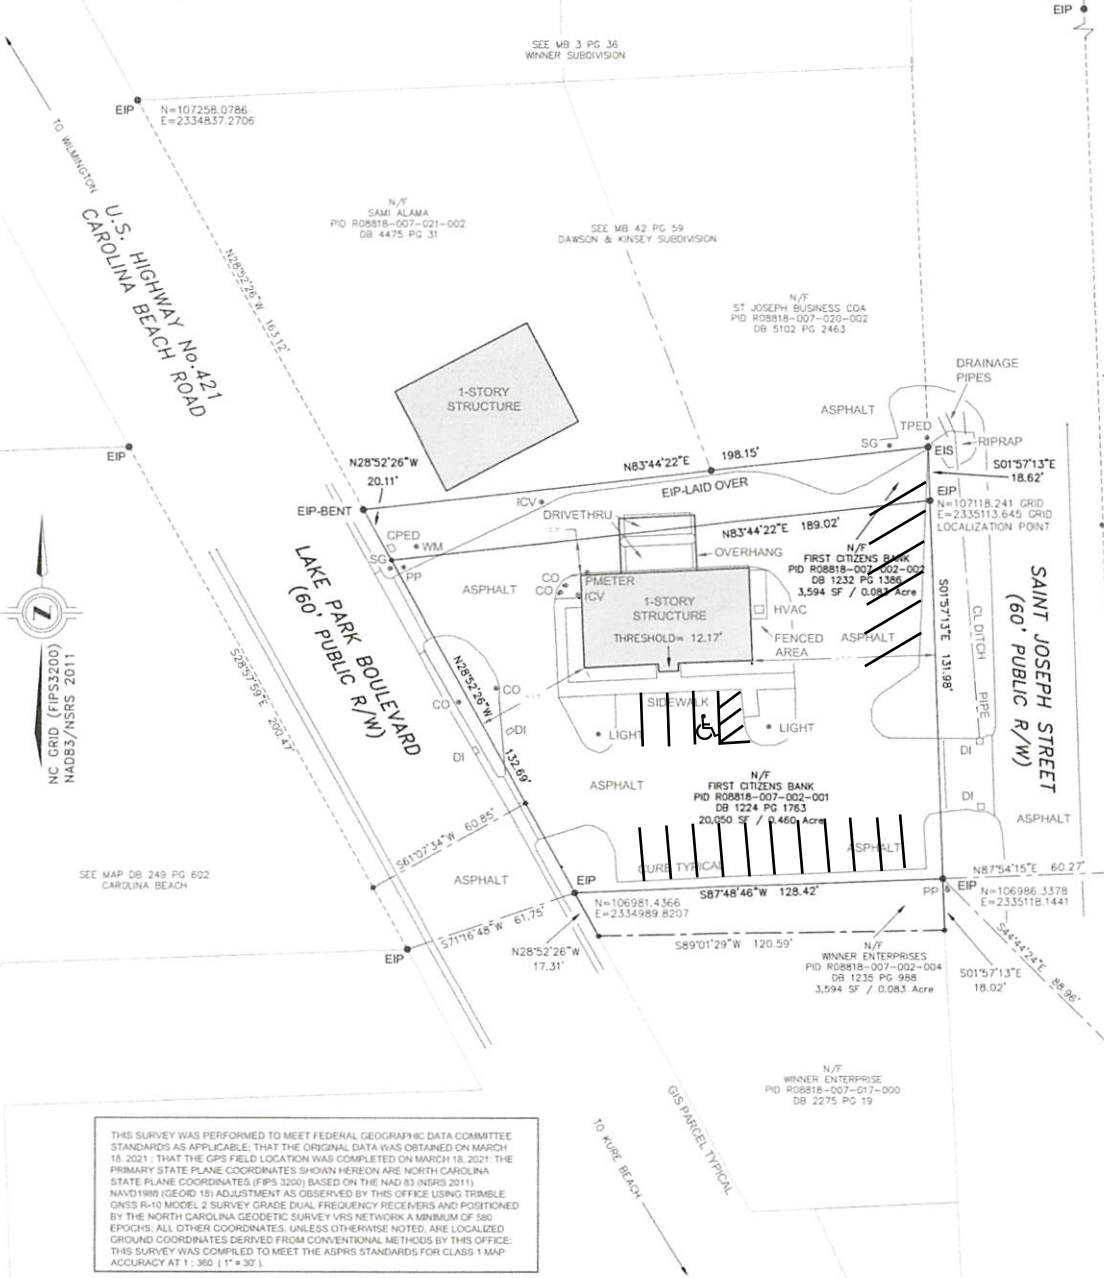 EIP
SEE MB 3 PG 36
WINNER SUBDIVISION
EIP
N=107258.0786
E=2334837.2706
TO WILMINGTON
U.S. HIGHWAY No.421
CAROLINA BEACH ROAD
N28°52'26"W 163.12'
N/F
SAMI ALAMA
PID R08818-007-021-002
DB 4475 PG 31
SEE MB 42 PG 59
DAWSON & KINSEY SUBDIVISION
N/F
ST JOSEPH BUSINESS COA
PID R08818-007-020-002
DB 5102 PG 2463
1-STORY
STRUCTURE
DRAINAGE
PIPES
ASPHALT
TPED
SG
EIS
RIPRAP
EIP
N28°52'26"W
20.11'
N83°44'22"E 198.15'
S01°57'13"E
18.62'
EIP-LAID OVER
EIP
N=107118.241 GRID
E=2335113.645 GRID
LOCALIZATION POINT
EIP-BENT
ICV
DRIVETHRU
N83°44'22"E 189.02'
CPED
WM
SG
PP
OVERHANG
N/F
FIRST CITIZENS BANK
PID R08818-007-002-002
DB 1232 PG 1386
3,594 SF / 0.083 Acre
ASPHALT
CO
CO
PMETER
ICV
1-STORY
STRUCTURE
THRESHOLD= 12.17'
HVAC
FENCED
AREA
ASPHALT
S01°57'13"E 131.98'
CL DITCH
PIPE
SAINT JOSEPH STREET
(60' PUBLIC R/W)
LAKE PARK BOULEVARD
(60' PUBLIC R/W)
NC GRID (FIPS3200)
NAD83/NSRS 2011
S28°57'59"E 200.47'
N28°52'26"W
132.69'
CO
CO
DI
DI
SIDEWALK
LIGHT
LIGHT
DI
DI
ASPHALT
N/F
FIRST CITIZENS BANK
PID R08818-007-002-001
DB 1224 PG 1763
20,050 SF / 0.460 Acre
ASPHALT
S61°07'34"W 60.85'
CURB TYPICAL
ASPHALT
SEE MAP DB 249 PG 602
CAROLINA BEACH
ASPHALT
EIP
S87°48'46"W 128.42'
N87°54'15"E 60.27'
PP
EIP
N=106986.3378
E=2335118.1441
N=106981.4366
E=2334989.8207
S71°16'48"W 61.75'
EIP
N28°52'26"W
17.31'
S89°01'29"W 120.59'
N/F
WINNER ENTERPRISES
PID R08818-007-002-004
DB 1235 PG 988
3,594 SF / 0.083 Acre
S01°57'13"E
18.02'
S44°44'24"E 88.96'
N/F
WINNER ENTERPRISE
PID R08818-007-017-000
DB 2275 PG 19
GIS PARCEL TYPICAL
TO KURE BEACH
THIS SURVEY WAS PERFORMED TO MEET FEDERAL GEOGRAPHIC DATA COMMITTEE
STANDARDS AS APPLICABLE; THAT THE ORIGINAL DATA WAS OBTAINED ON MARCH
18, 2021 ; THAT THE GPS FIELD LOCATION WAS COMPLETED ON MARCH 18, 2021; THE
PRIMARY STATE PLANE COORDINATES SHOWN HEREON ARE NORTH CAROLINA
STATE PLANE COORDINATES (FIPS 3200) BASED ON THE NAD 83 (NSRS 2011)
NAVD1988 (GEOID 18) ADJUSTMENT AS OBSERVED BY THIS OFFICE USING TRIMBLE
GNSS R-10 MODEL 2 SURVEY GRADE DUAL FREQUENCY RECEIVERS AND POSITIONED
BY THE NORTH CAROLINA GEODETIC SURVEY VRS NETWORK A MINIMUM OF 580
EPOCHS; ALL OTHER COORDINATES, UNLESS OTHERWISE NOTED, ARE LOCALIZED
GROUND COORDINATES DERIVED FROM CONVENTIONAL METHODS BY THIS OFFICE;
THIS SURVEY WAS COMPILED TO MEET THE ASPRS STANDARDS FOR CLASS 1 MAP
ACCURACY AT 1 : 360 ( 1" = 30' ).